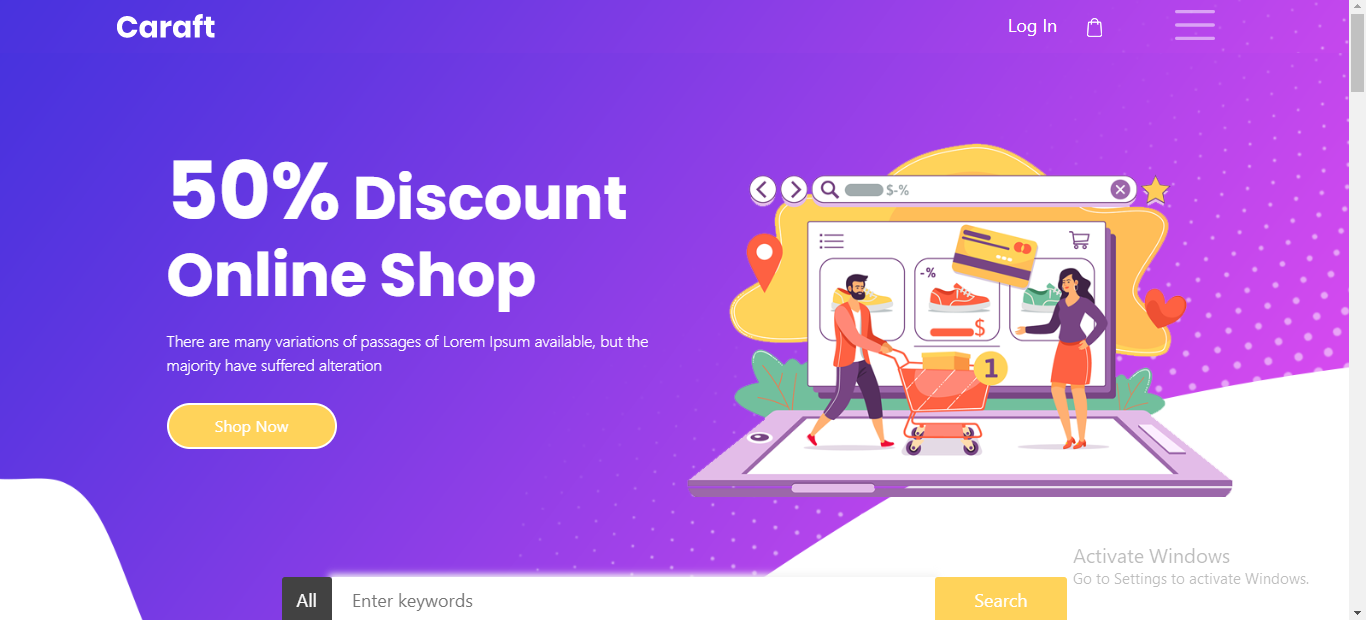 Caraft
Log In
50% Discount
Online Shop
There are many variations of passages of Lorem Ipsum available, but the
majority have suffered alteration
Shop Now
$-%
-%
$
1
All
Enter keywords
Search
Activate Windows
Go to Settings to activate Windows.